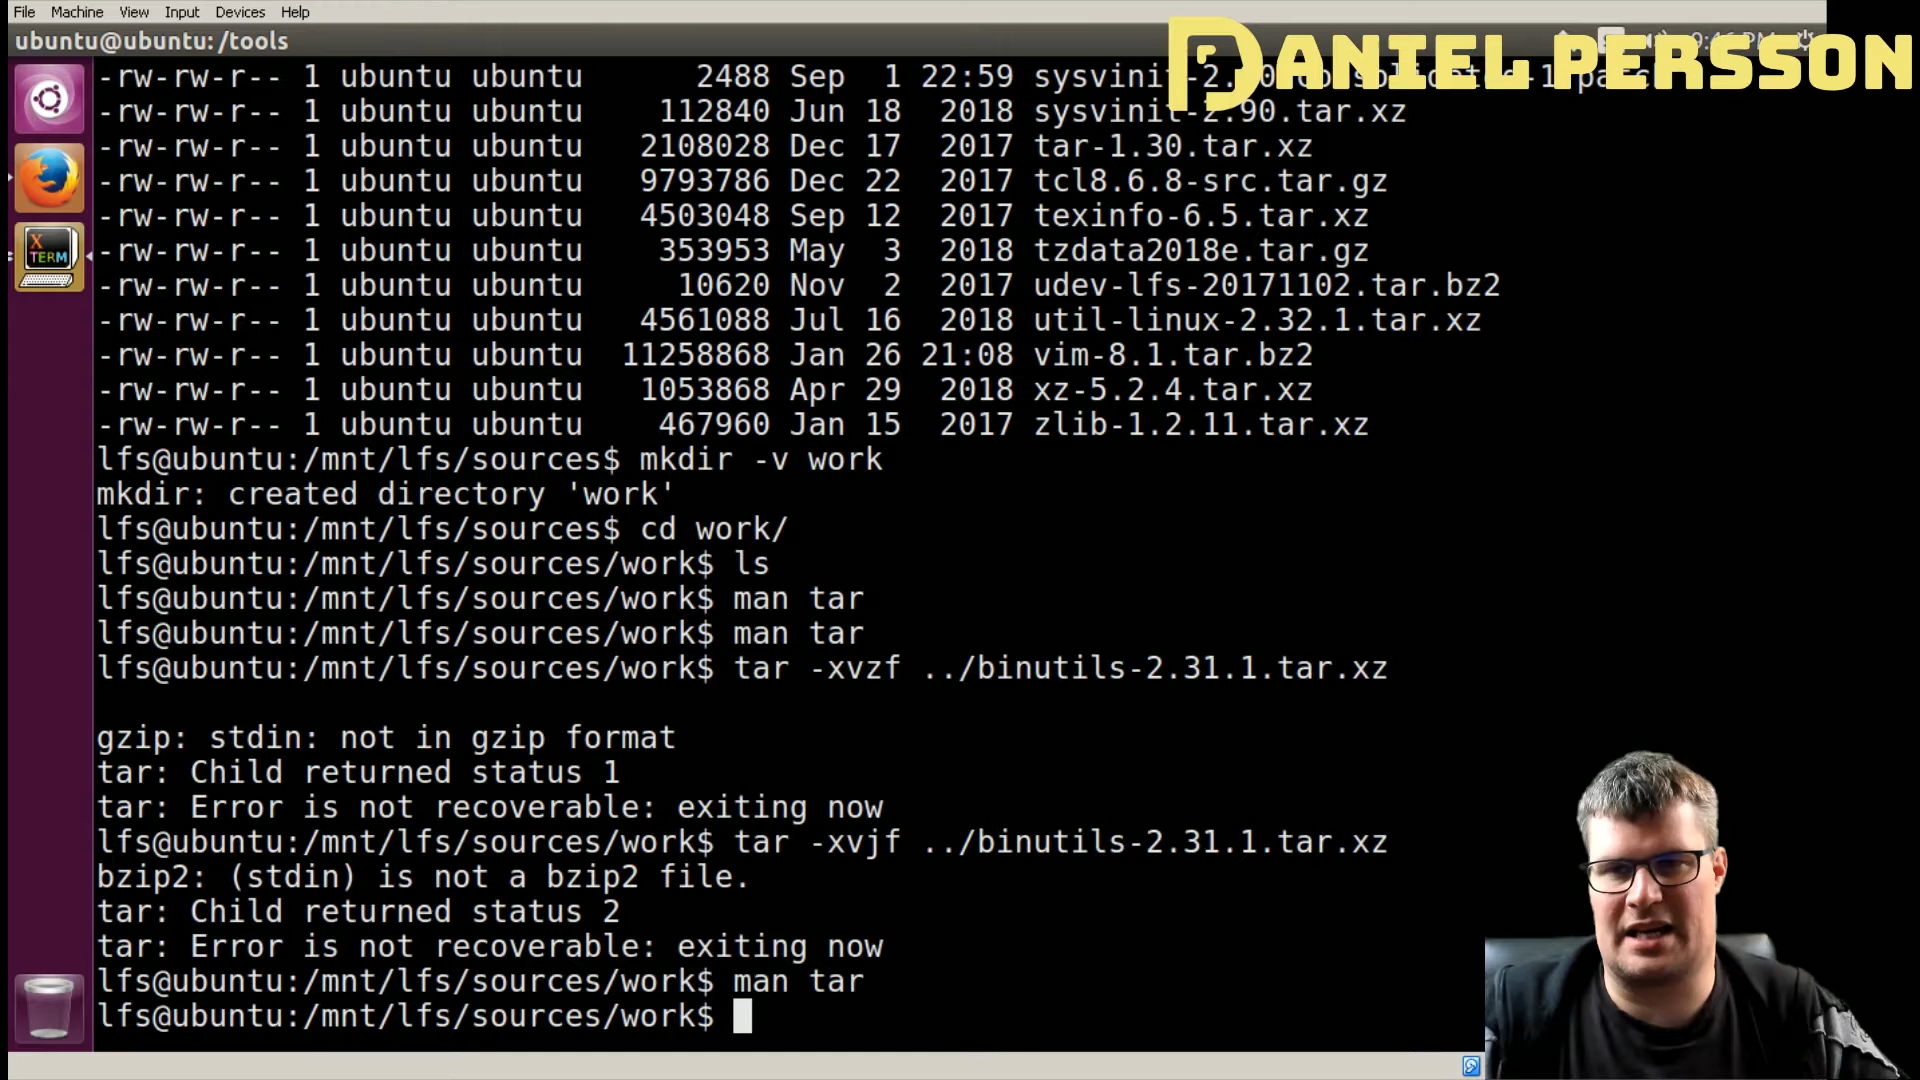 File Machine View Input Devices Help
ubuntu@ubuntu: /tools
DANIEL PERSSON
-rw-rw-r-- 1 ubuntu ubuntu 2488 Sep 1 22:59
-rw-rw-r-- 1 ubuntu ubuntu 112840 Jun 18 2018 sysvinit-2.90.tar.xz
-rw-rw-r-- 1 ubuntu ubuntu 2108028 Dec 17 2017 tar-1.30.tar.xz
-rw-rw-r-- 1 ubuntu ubuntu 9793786 Dec 22 2017 tcl8.6.8-src.tar.gz
-rw-rw-r-- 1 ubuntu ubuntu 4503048 Sep 12 2017 texinfo-6.5.tar.xz
-rw-rw-r-- 1 ubuntu ubuntu 353953 May 3 2018 tzdata2018e.tar.gz
-rw-rw-r-- 1 ubuntu ubuntu 10620 Nov 2 2017 udev-lfs-20171102.tar.bz2
-rw-rw-r-- 1 ubuntu ubuntu 4561088 Jul 16 2018 util-linux-2.32.1.tar.xz
-rw-rw-r-- 1 ubuntu ubuntu 11258868 Jan 26 21:08 vim-8.1.tar.bz2
-rw-rw-r-- 1 ubuntu ubuntu 1053868 Apr 29 2018 xz-5.2.4.tar.xz
-rw-rw-r-- 1 ubuntu ubuntu 467960 Jan 15 2017 zlib-1.2.11.tar.xz
lfs@ubuntu:/mnt/lfs/sources$ mkdir -v work
mkdir: created directory 'work'
lfs@ubuntu:/mnt/lfs/sources$ cd work/
lfs@ubuntu:/mnt/lfs/sources/work$ ls
lfs@ubuntu:/mnt/lfs/sources/work$ man tar
lfs@ubuntu:/mnt/lfs/sources/work$ man tar
lfs@ubuntu:/mnt/lfs/sources/work$ tar -xvzf ../binutils-2.31.1.tar.xz
gzip: stdin: not in gzip format
tar: Child returned status 1
tar: Error is not recoverable: exiting now
lfs@ubuntu:/mnt/lfs/sources/work$ tar -xvjf ../binutils-2.31.1.tar.xz
bzip2: (stdin) is not a bzip2 file.
tar: Child returned status 2
tar: Error is not recoverable: exiting now
lfs@ubuntu:/mnt/lfs/sources/work$ man tar
lfs@ubuntu:/mnt/lfs/sources/work$
X
TERM